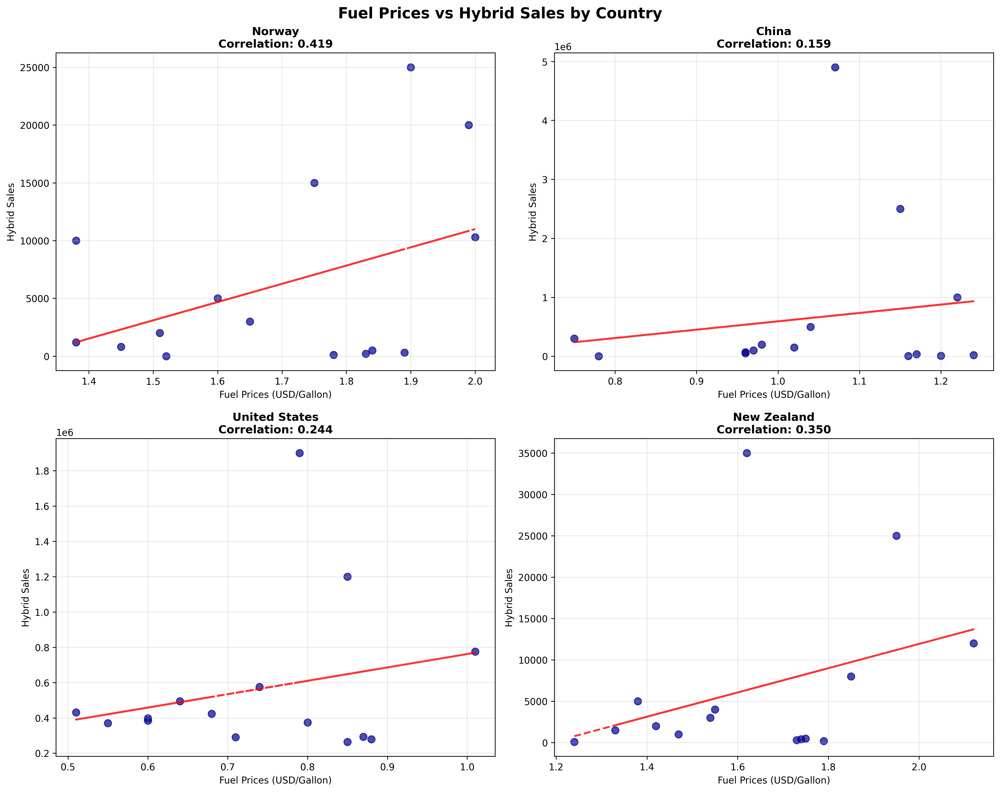 Fuel Prices vs Hybrid Sales by Country
Norway
Correlation: 0.419
25000
20000
15000
10000
5000
0
Hybrid Sales
1.4 1.5 1.6 1.7 1.8 1.9 2.0
Fuel Prices (USD/Gallon)
China
Correlation: 0.159
1e6
5
4
3
2
1
0
Hybrid Sales
0.8 0.9 1.0 1.1 1.2
Fuel Prices (USD/Gallon)
United States
Correlation: 0.244
1e6
1.8
1.6
1.4
1.2
1.0
0.8
0.6
0.4
0.2
Hybrid Sales
0.5 0.6 0.7 0.8 0.9 1.0
Fuel Prices (USD/Gallon)
New Zealand
Correlation: 0.350
35000
30000
25000
20000
15000
10000
5000
0
Hybrid Sales
1.2 1.4 1.6 1.8 2.0
Fuel Prices (USD/Gallon)